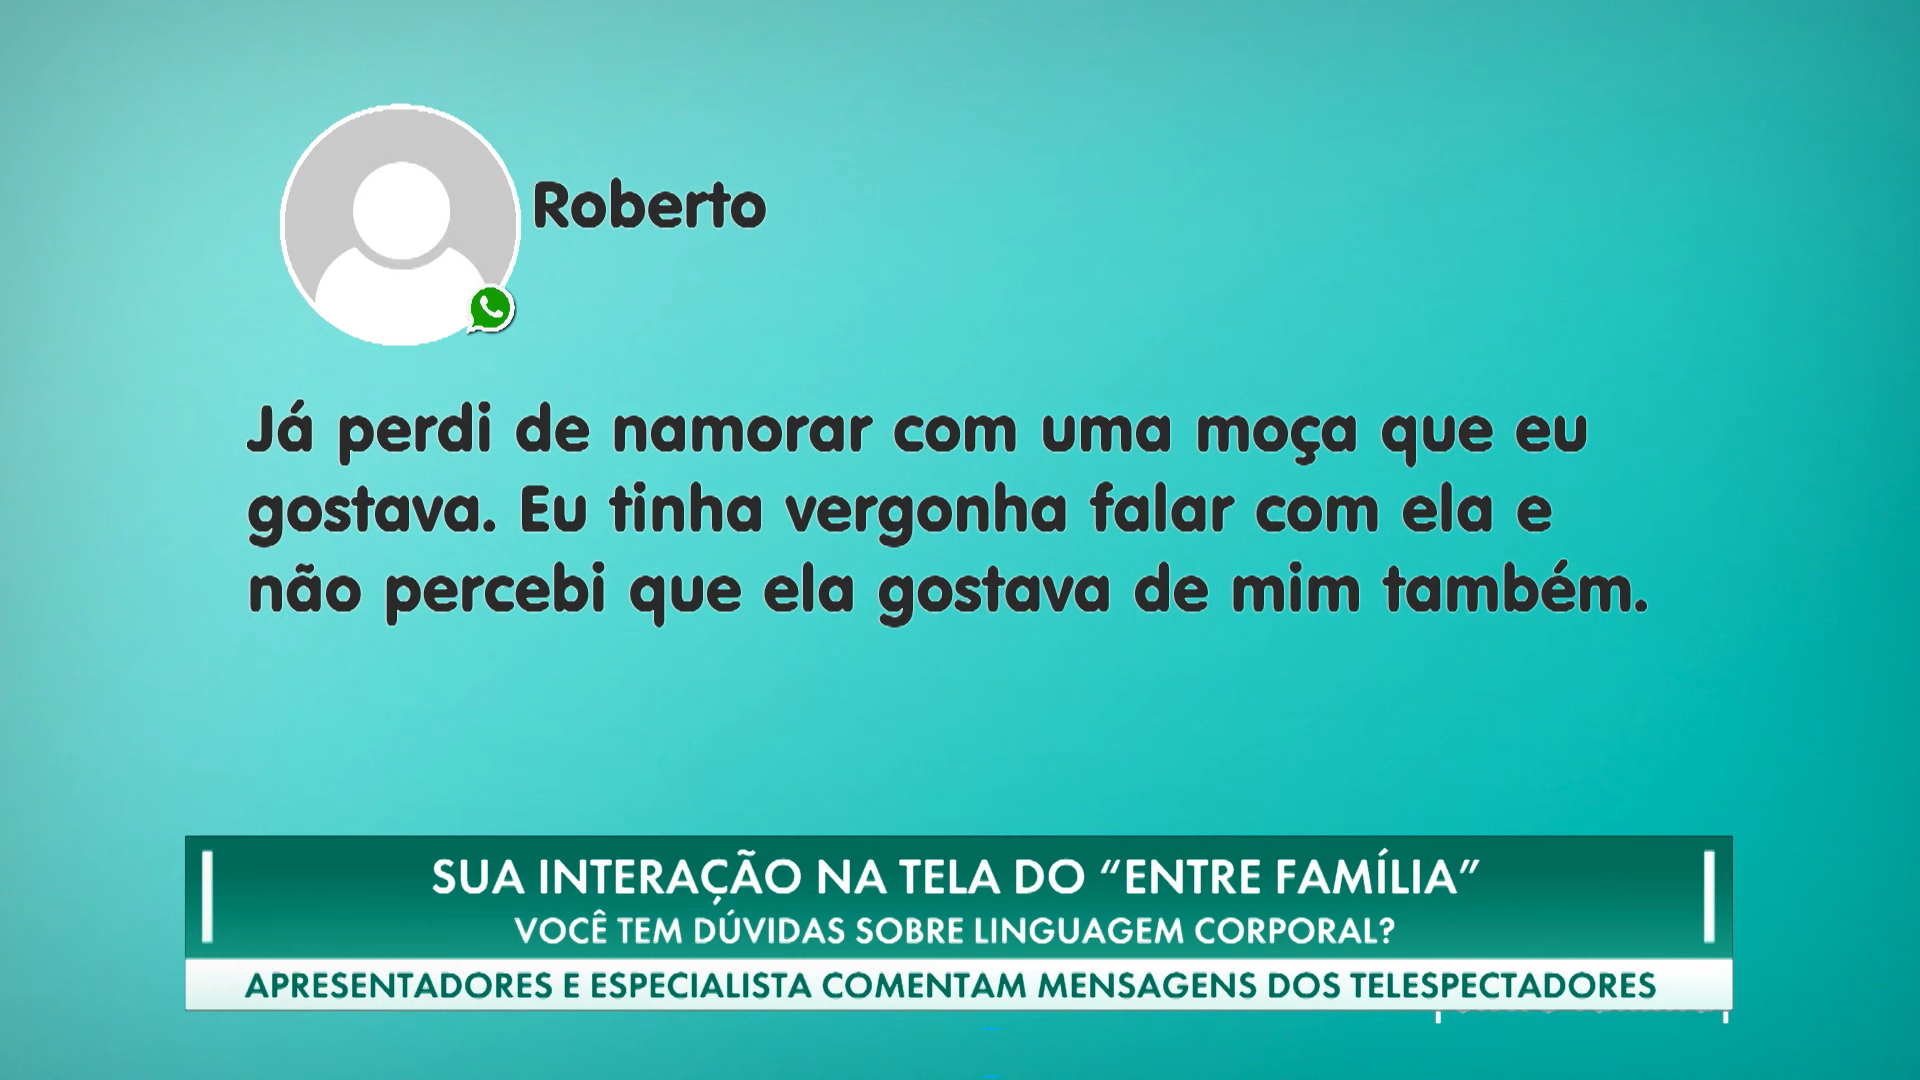 Roberto
Já perdi de namorar com uma moça que eu
gostava. Eu tinha vergonha falar com ela e
não percebi que ela gostava de mim também.
SUA INTERAÇÃO NA TELA DO “ENTRE FAMÍLIA”
VOCÊ TEM DÚVIDAS SOBRE LINGUAGEM CORPORAL?
APRESENTADORES E ESPECIALISTA COMENTAM MENSAGENS DOS TELESPECTADORES